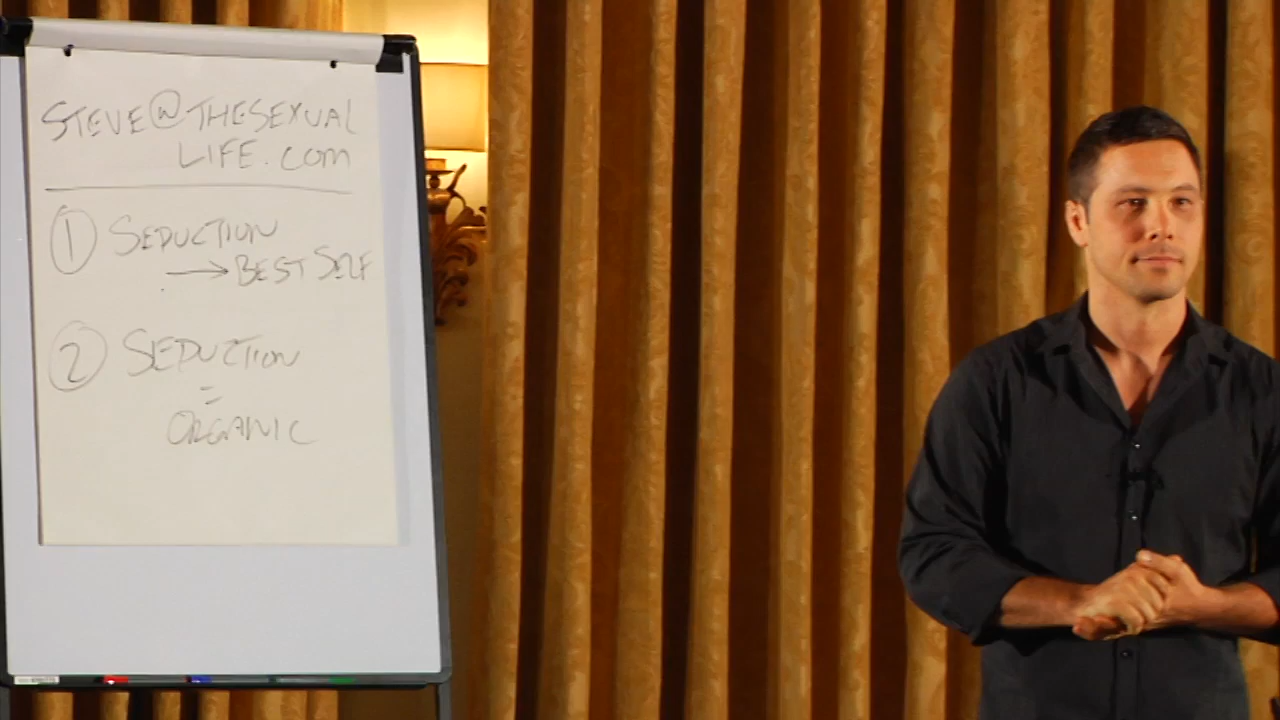 STEVE@THESEXUAL
LIFE.COM
1 SEDUCTION
→ BEST SELF
2 SEDUCTION
=
ORGANIC